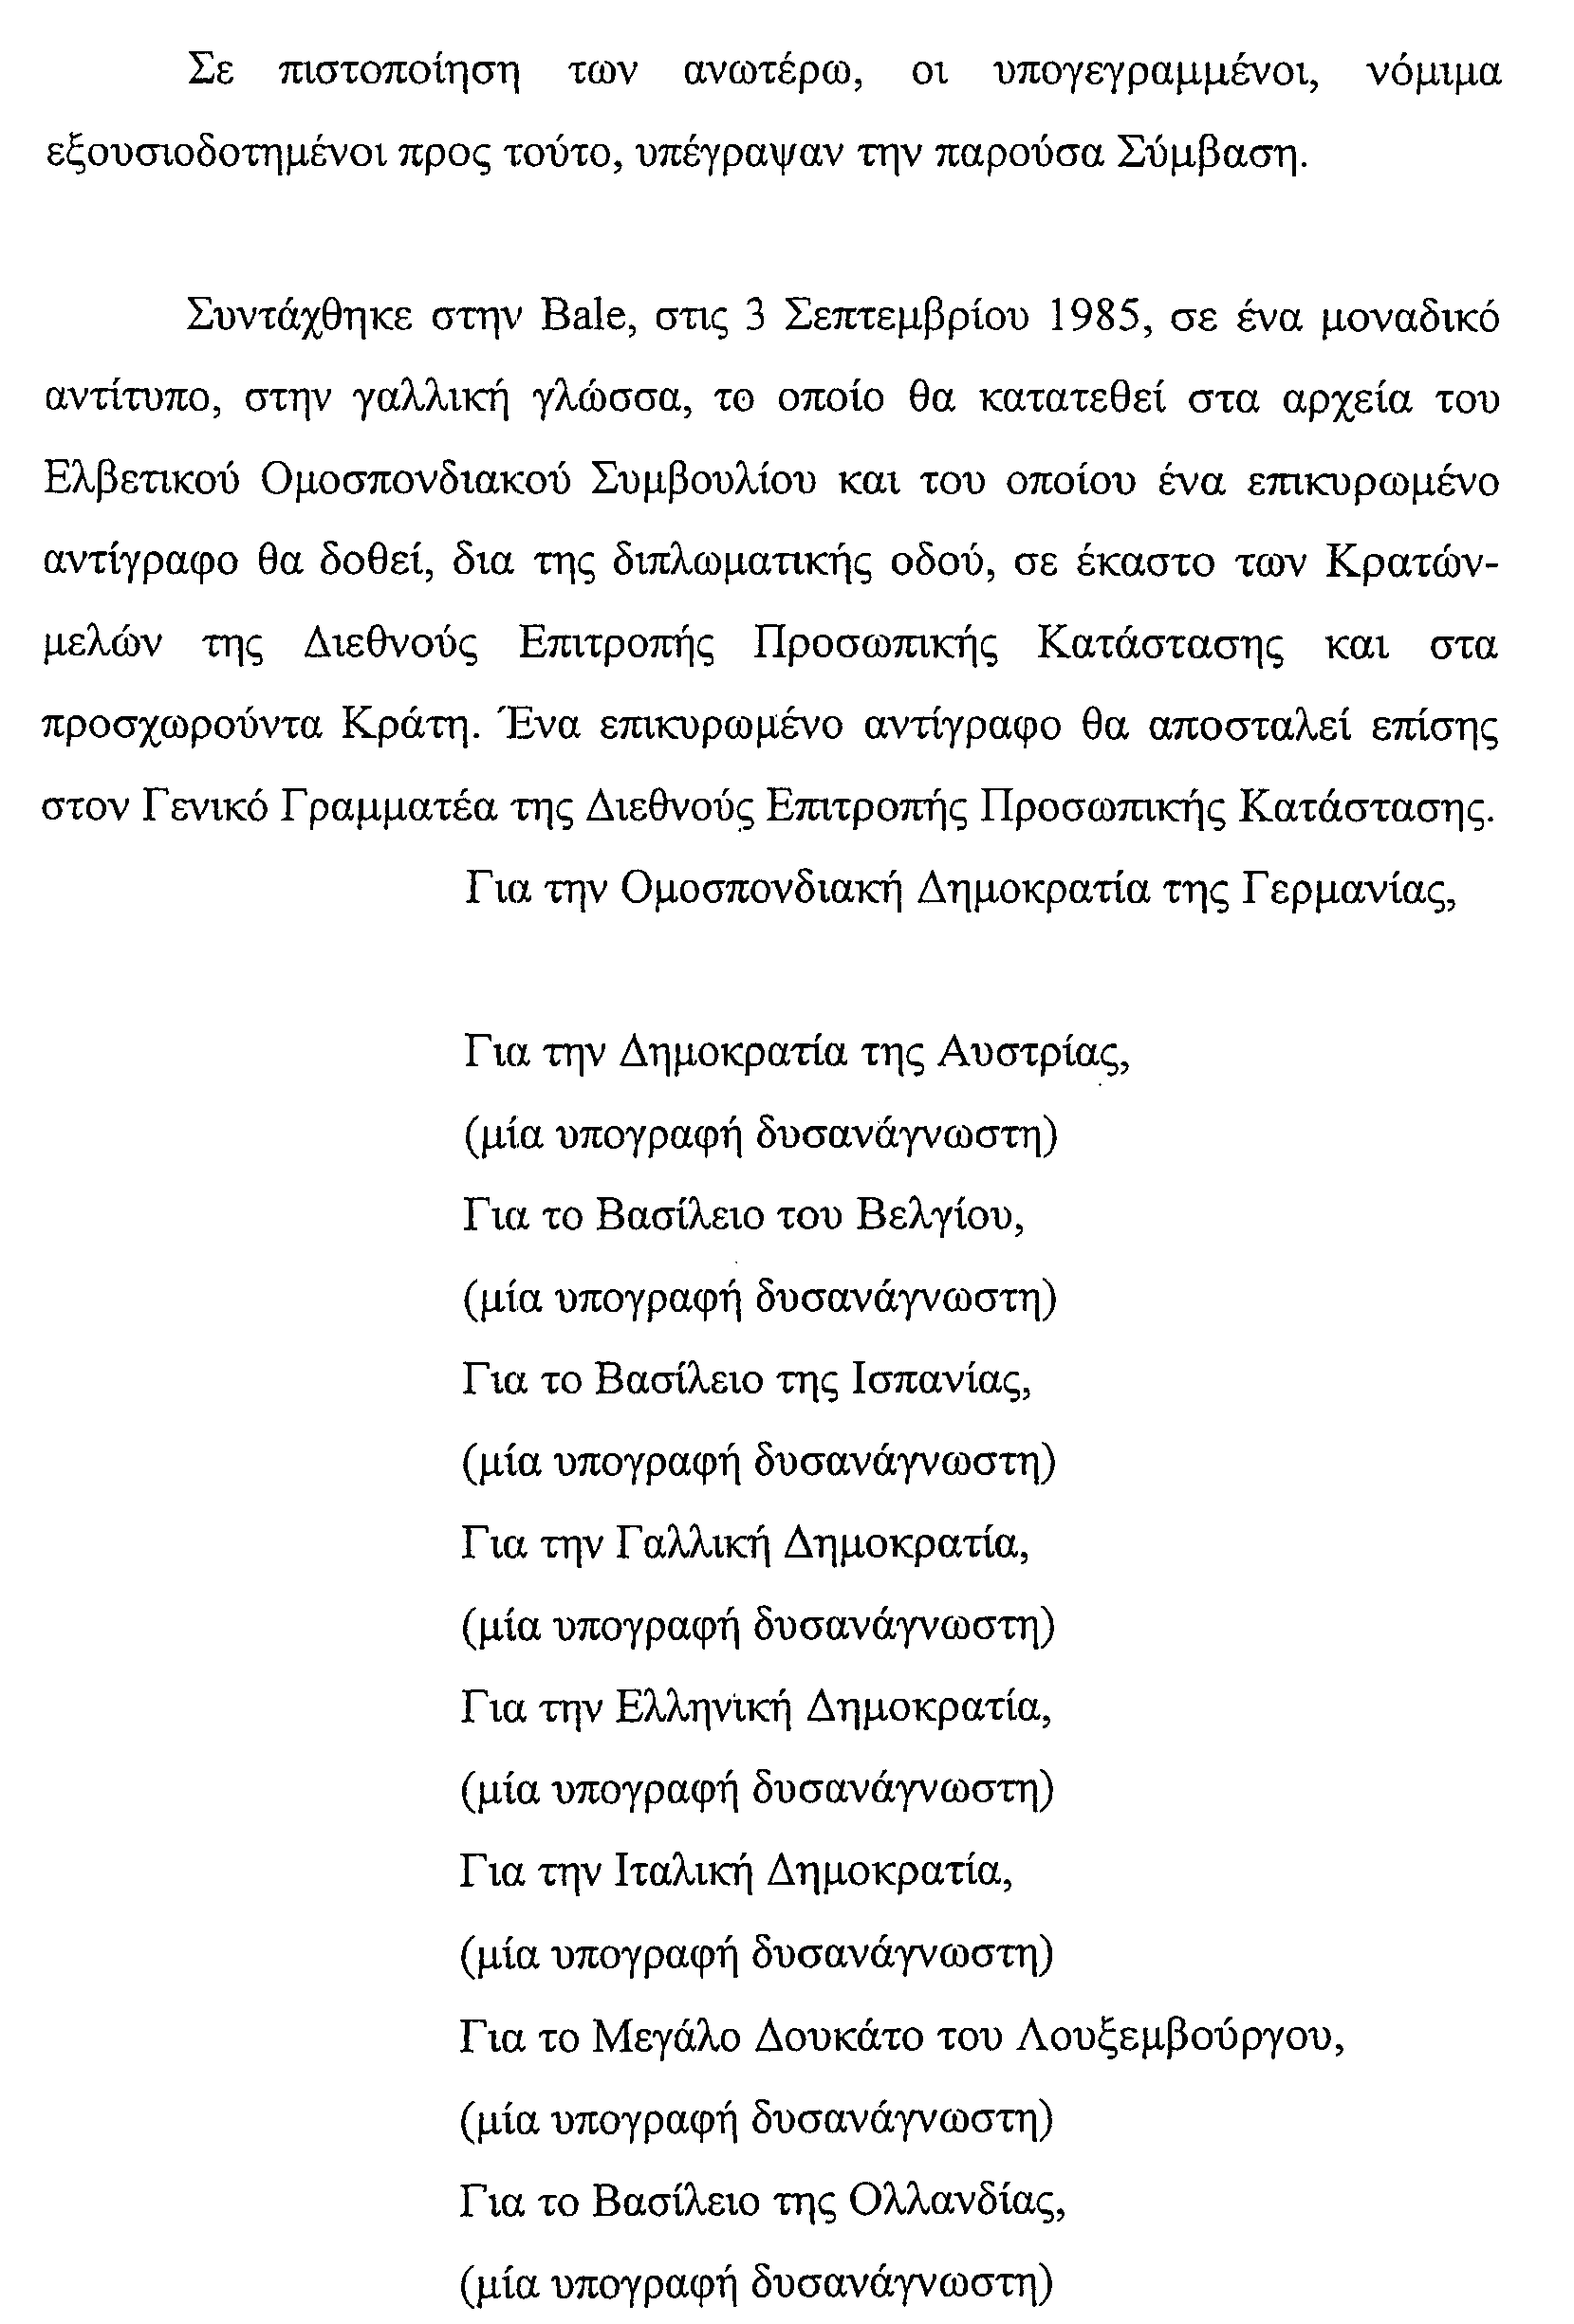 Σε πιστοποίηση των ανωτέρω, οι υπογεγραμμένοι, νόμιμα
εξουσιοδοτημένοι προς τούτο, υπέγραψαν την παρούσα Σύμβαση.
Συντάχθηκε στην Bale, στις 3 Σεπτεμβρίου 1985, σε ένα μοναδικό
αντίτυπο, στην γαλλική γλώσσα, το οποίο θα κατατεθεί στα αρχεία του
Ελβετικού Ομοσπονδιακού Συμβουλίου και του οποίου ένα επικυρωμένο
αντίγραφο θα δοθεί, δια της διπλωματικής οδού, σε έκαστο των Κρατών-
μελών της Διεθνούς Επιτροπής Προσωπικής Κατάστασης και στα
προσχωρούντα Κράτη. Ένα επικυρωμένο αντίγραφο θα αποσταλεί επίσης
στον Γενικό Γραμματέα της Διεθνούς Επιτροπής Προσωπικής Κατάστασης.
Για την Ομοσπονδιακή Δημοκρατία της Γερμανίας,
Για την Δημοκρατία της Αυστρίας,
(μία υπογραφή δυσανάγνωστη)
Για το Βασίλειο του Βελγίου,
(μία υπογραφή δυσανάγνωστη)
Για το Βασίλειο της Ισπανίας,
(μία υπογραφή δυσανάγνωστη)
Για την Γαλλική Δημοκρατία,
(μία υπογραφή δυσανάγνωστη)
Για την Ελληνική Δημοκρατία,
(μία υπογραφή δυσανάγνωστη)
Για την Ιταλική Δημοκρατία,
(μία υπογραφή δυσανάγνωστη)
Για το Μεγάλο Δουκάτο του Λουξεμβούργου,
(μία υπογραφή δυσανάγνωστη)
Για το Βασίλειο της Ολλανδίας,
(μία υπογραφή δυσανάγνωστη)